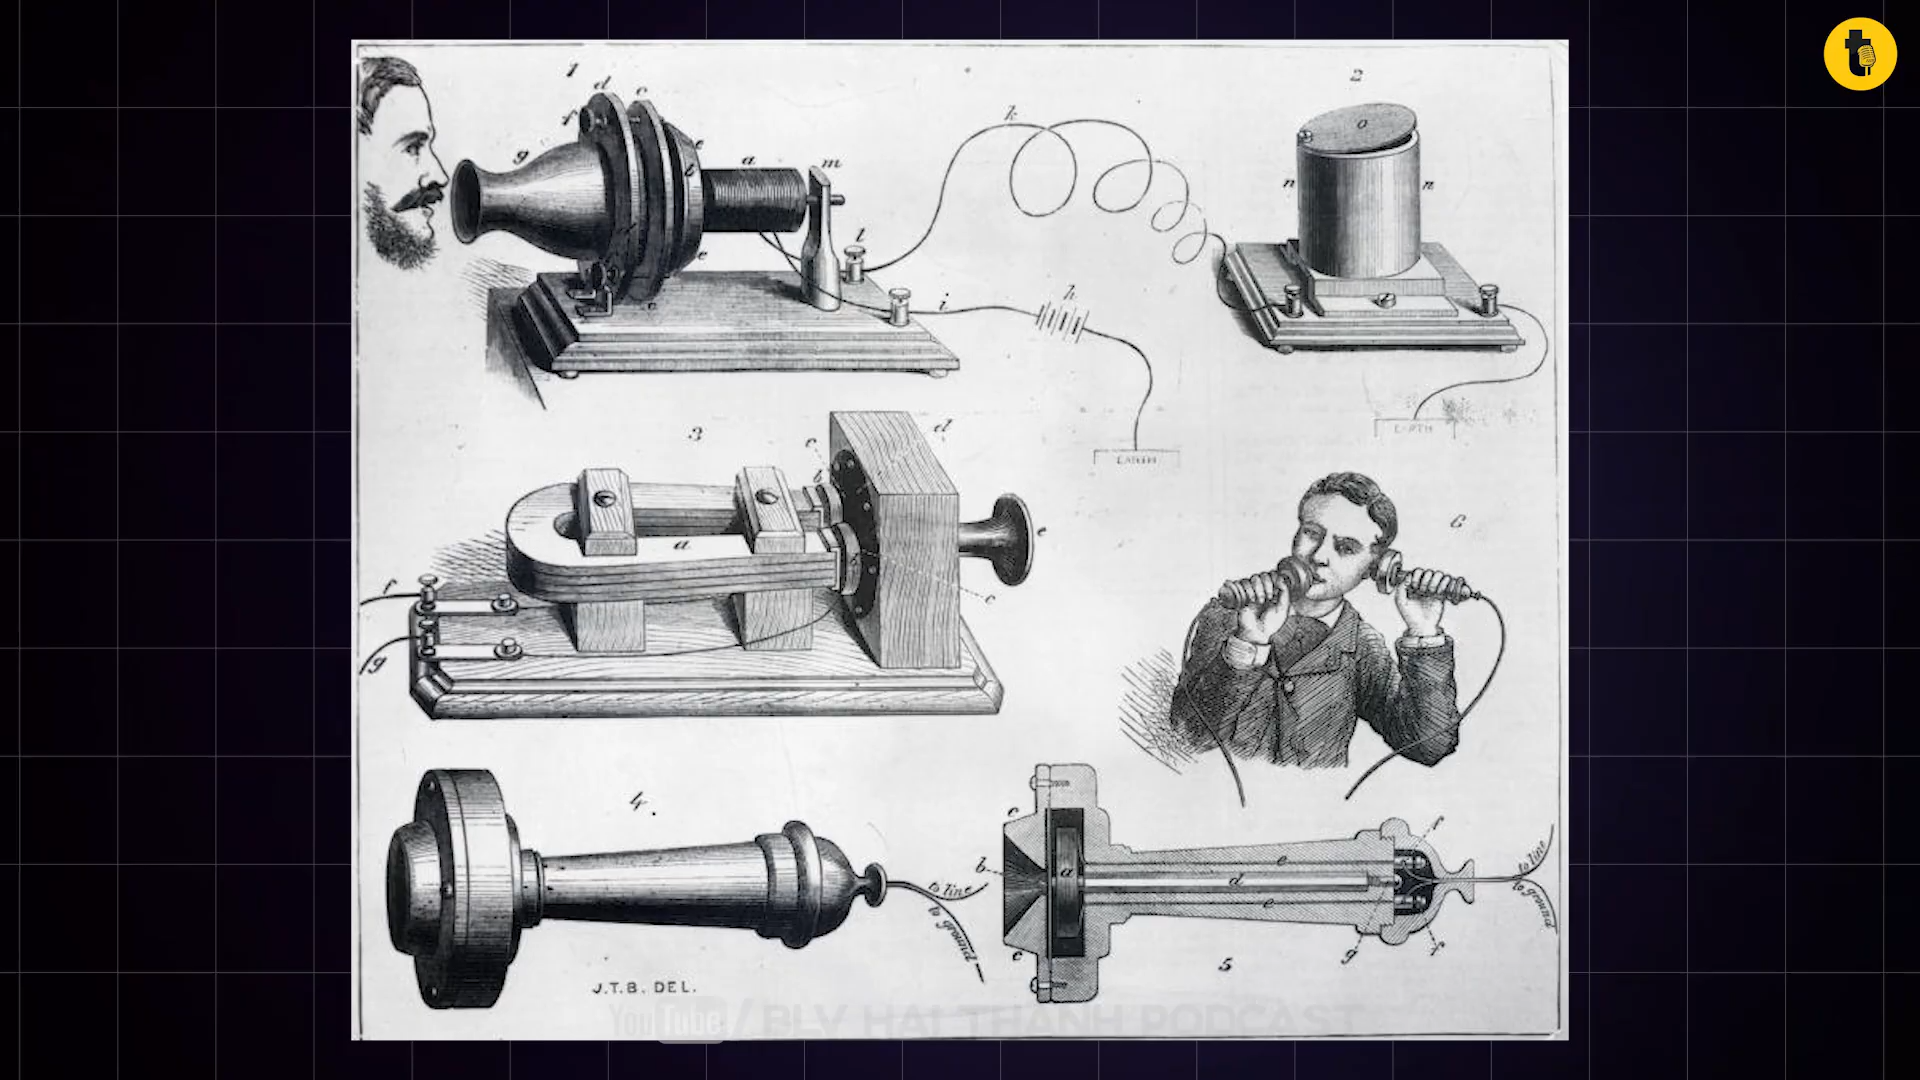 1
d c
f
g
e
t
a
m
k
l
i
h
e
c
EARTH
2
o
n n
EARTH
3
c
d
b
a
e
c
f
g
6
4.
to line
to ground
J.T.B. DEL.
c
b
a
e
d
e
f
g
f
c
to line
to ground
5
YouTube / BLV HAI THANH PODCAST